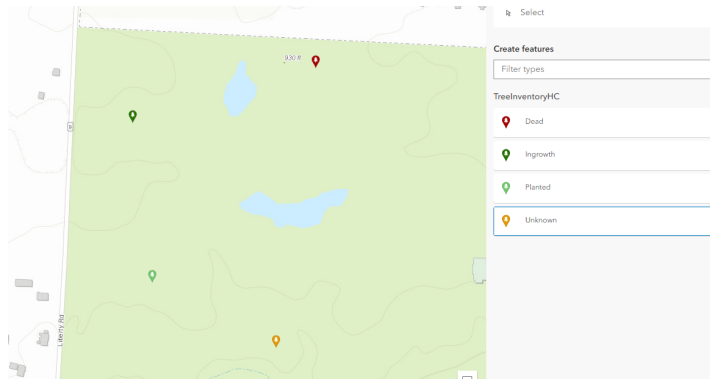 930 ft
Liberty Rd
Select
Create features
Filter types
TreeInventoryHC
Dead
Ingrowth
Planted
Unknown